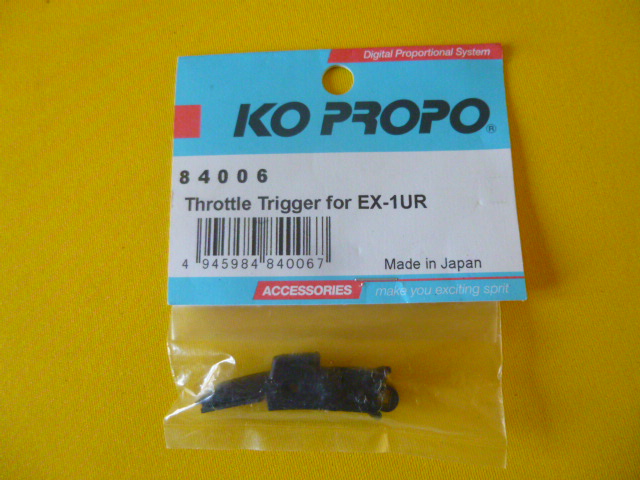 Digital Proportional System
KO PROPO®
84006
Throttle Trigger for EX-1UR
4 945984 840067
Made in Japan
ACCESSORIES make you exciting sprit